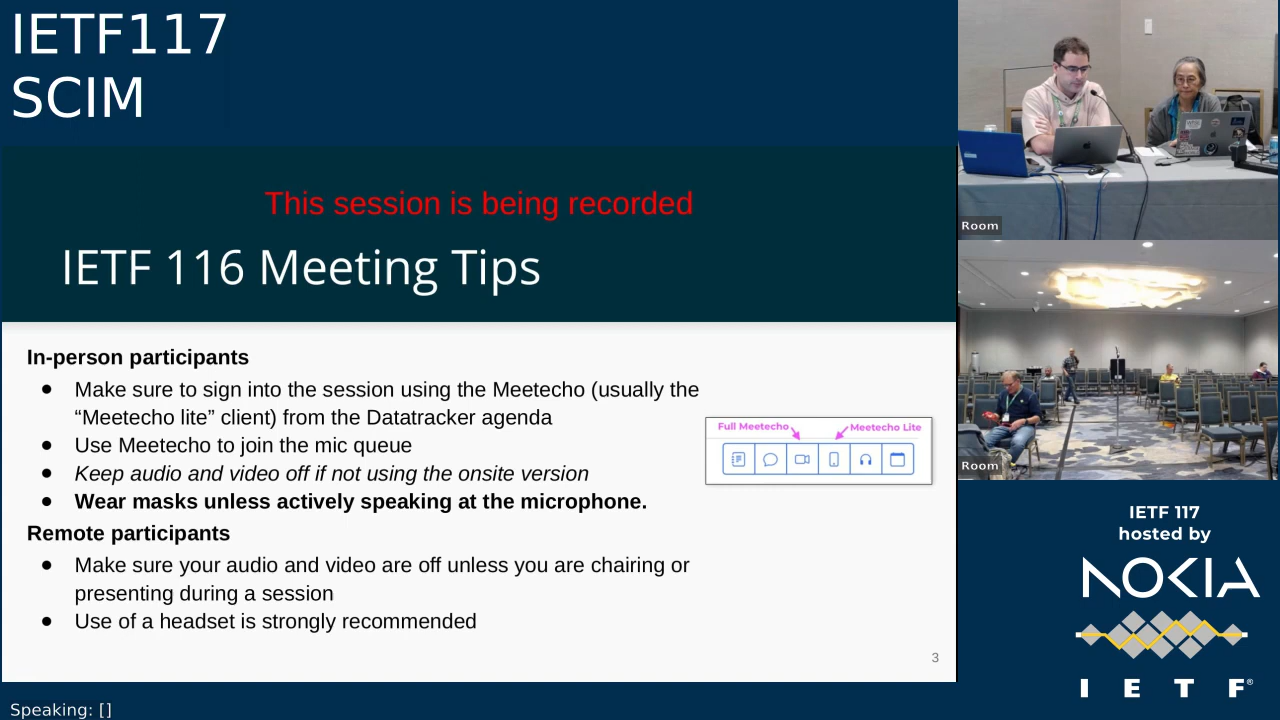 IETF117
SCIM
This session is being recorded
IETF 116 Meeting Tips
In-person participants
● Make sure to sign into the session using the Meetecho (usually the
“Meetecho lite” client) from the Datatracker agenda
● Use Meetecho to join the mic queue
● Keep audio and video off if not using the onsite version
● Wear masks unless actively speaking at the microphone.
Remote participants
● Make sure your audio and video are off unless you are chairing or
presenting during a session
● Use of a headset is strongly recommended
Full Meetecho
Meetecho Lite
3
Room
Room
IETF 117
hosted by
NOKIA
I E T F®
Speaking: []